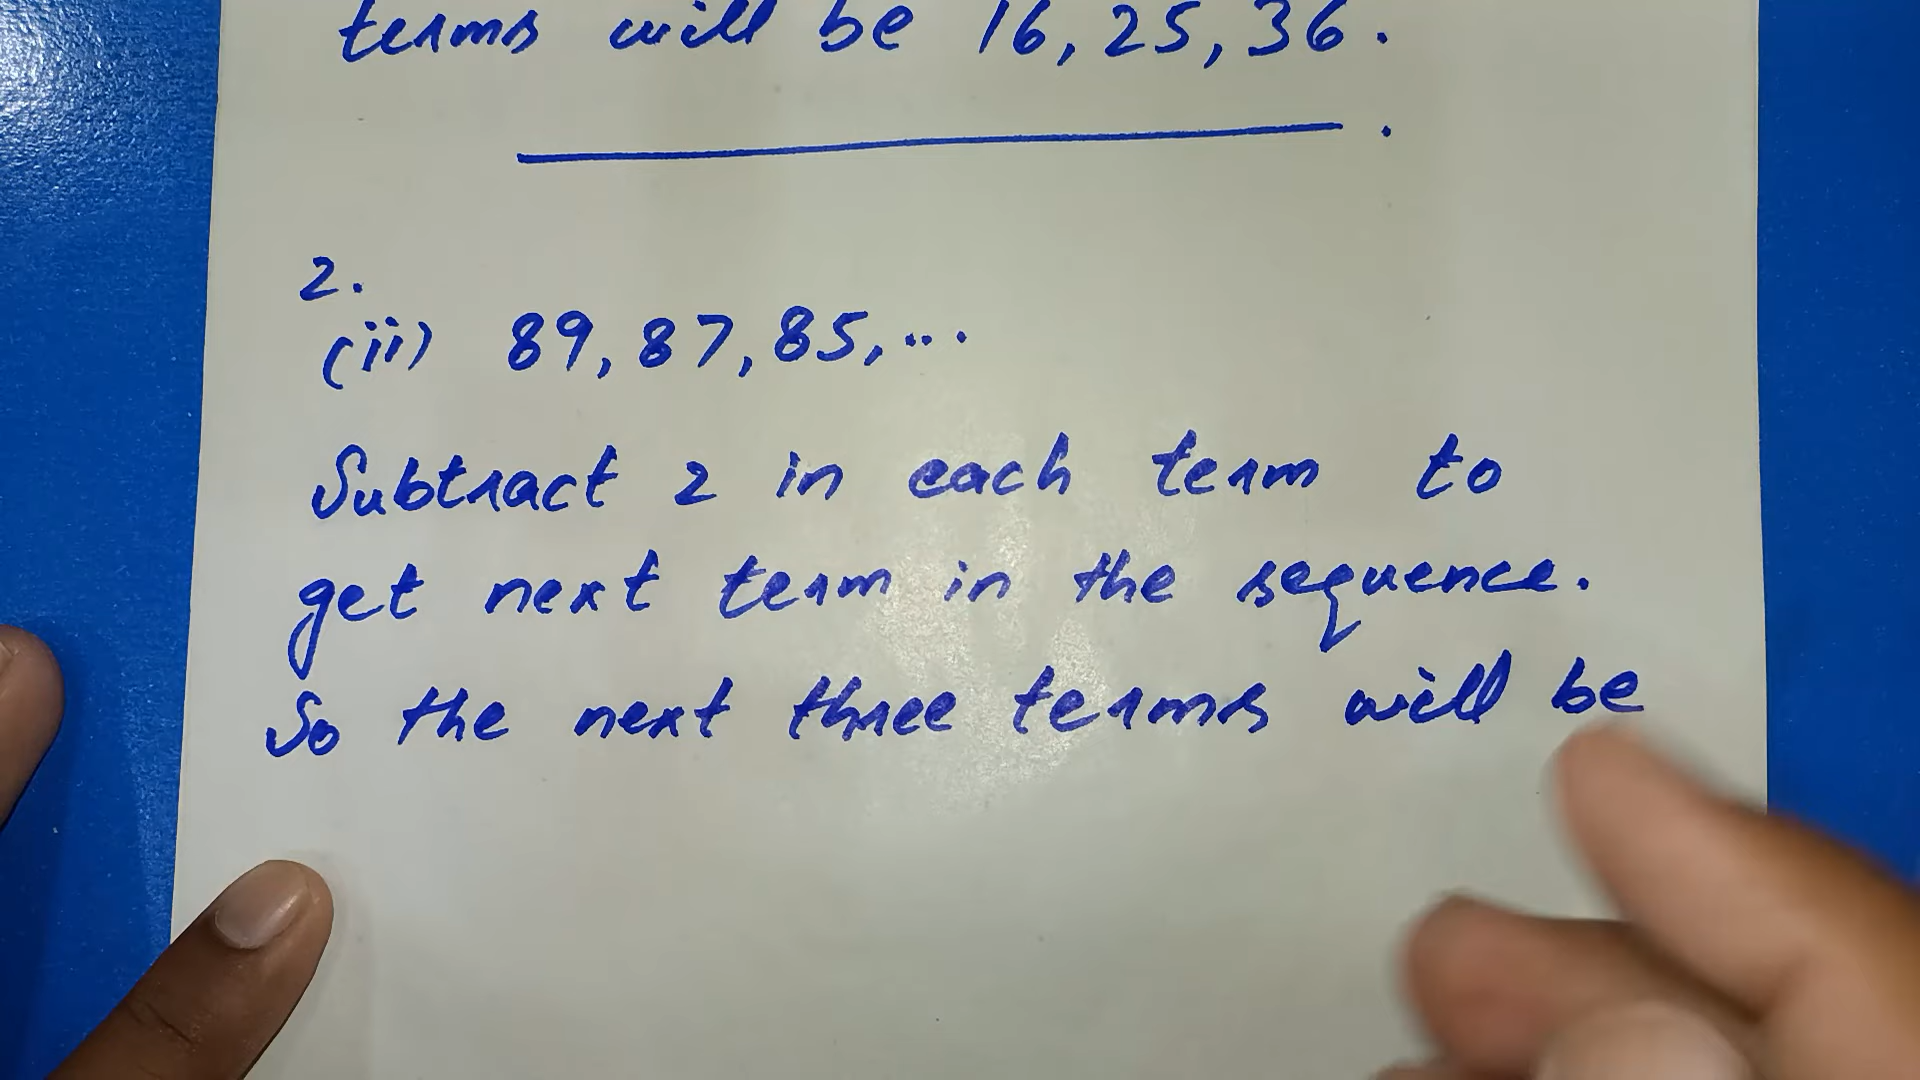 terms will be 16, 25, 36.
2.
(ii) 89, 87, 85, ...
Subtract 2 in each term to
get next term in the sequence.
So the next three terms will be